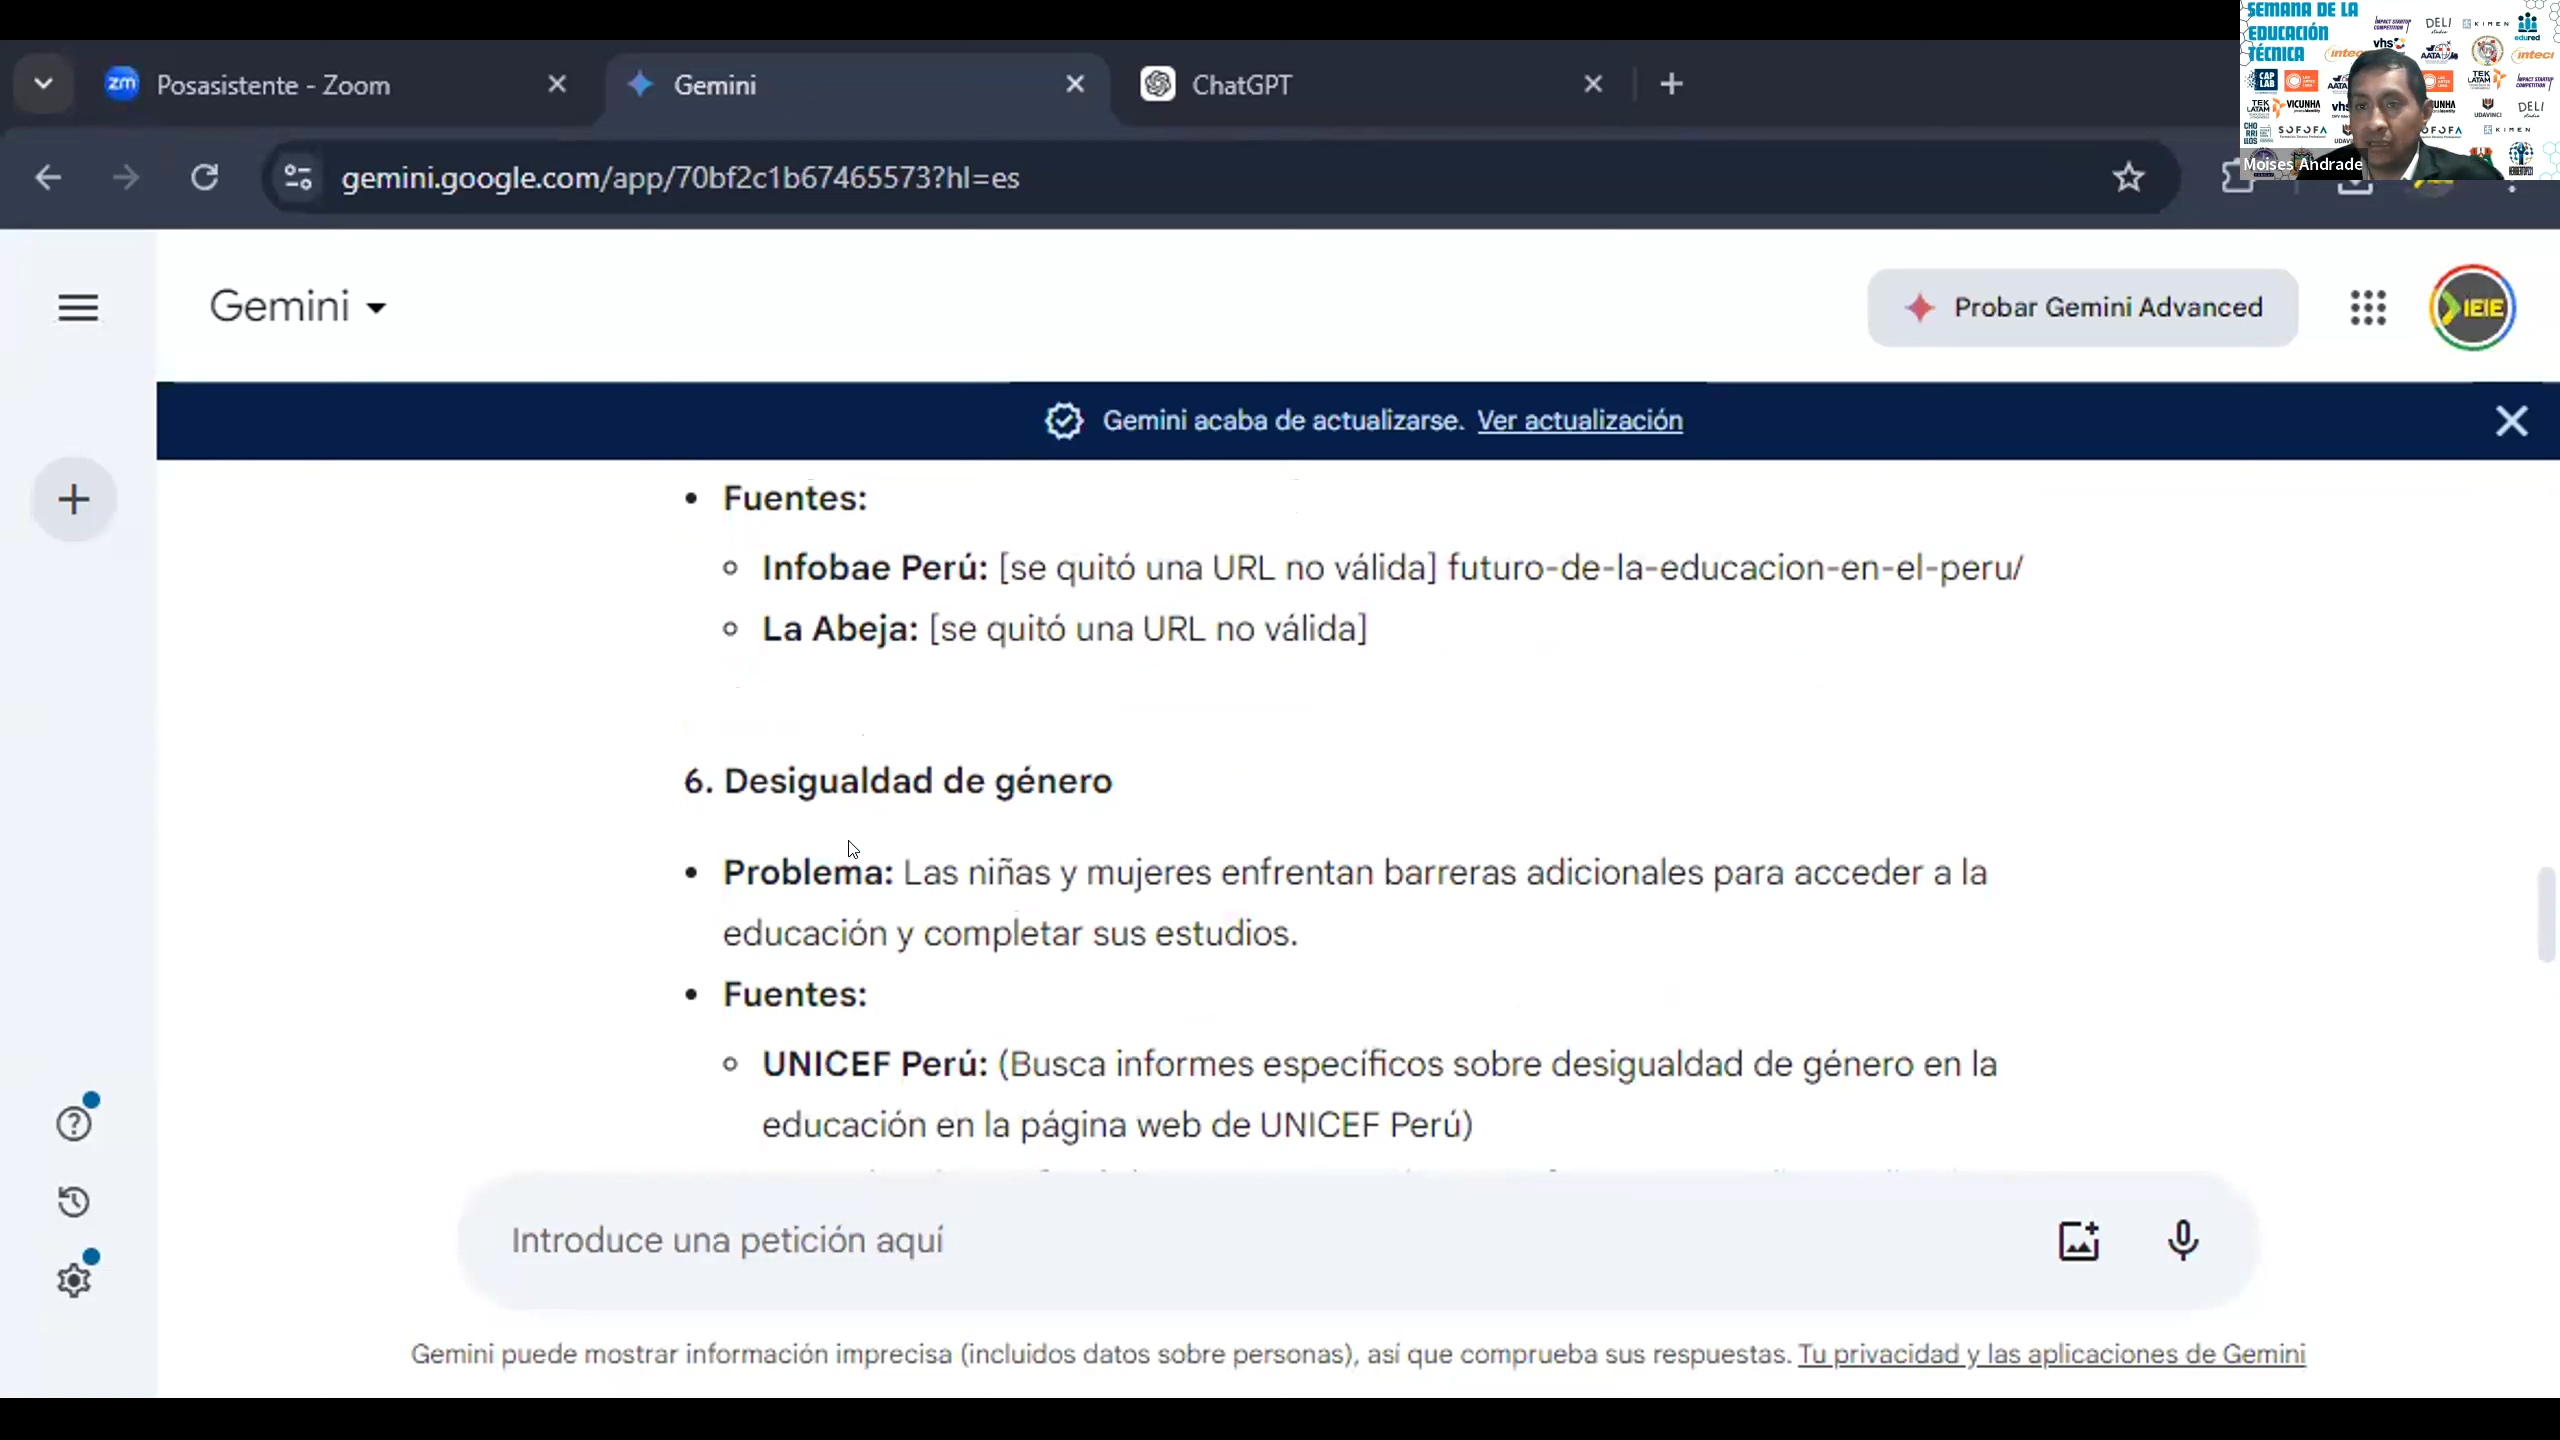 Posasistente - Zoom
Gemini
ChatGPT
gemini.google.com/app/70bf2c1b67465573?hl=es
SEMANA DE LA
EDUCACIÓN
TÉCNICA
Moises Andrade
Gemini
Probar Gemini Advanced
IEIE
Gemini acaba de actualizarse. Ver actualización
• Fuentes:
Infobae Perú: [se quitó una URL no válida] futuro-de-la-educacion-en-el-peru/
La Abeja: [se quitó una URL no válida]
6. Desigualdad de género
• Problema: Las niñas y mujeres enfrentan barreras adicionales para acceder a la
educación y completar sus estudios.
• Fuentes:
UNICEF Perú: (Busca informes específicos sobre desigualdad de género en la
educación en la página web de UNICEF Perú)
Introduce una petición aquí
Gemini puede mostrar información imprecisa (incluidos datos sobre personas), así que comprueba sus respuestas. Tu privacidad y las aplicaciones de Gemini